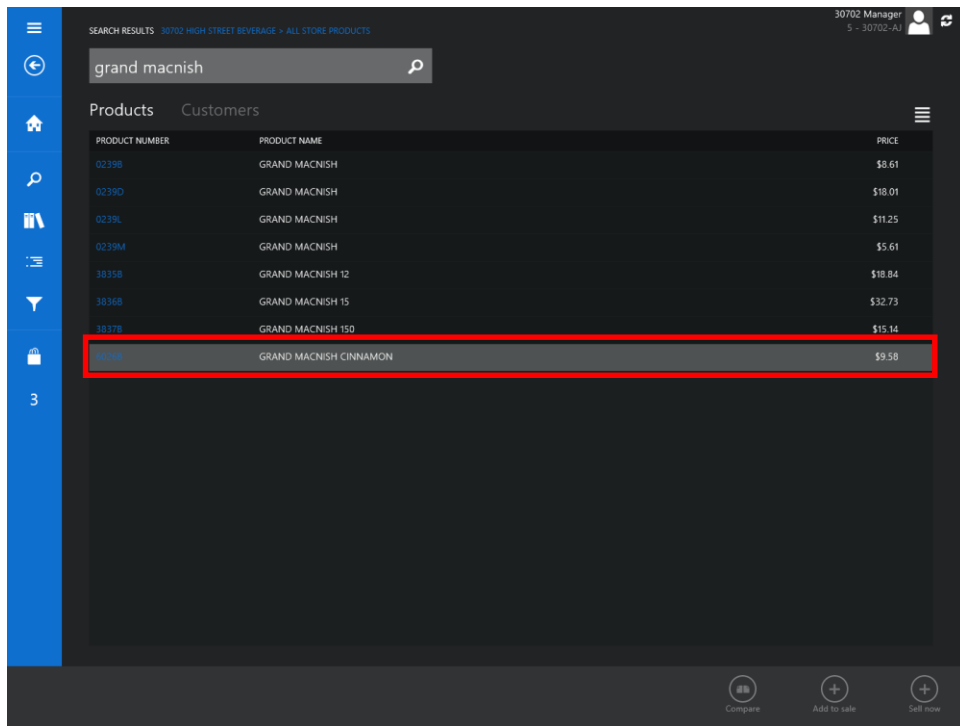 30702 Manager
5 - 30702-AJ
SEARCH RESULTS 30702 HIGH STREET BEVERAGE > ALL STORE PRODUCTS
grand macnish
Products Customers
PRODUCT NUMBER PRODUCT NAME PRICE
0239B GRAND MACNISH $8.61
0239D GRAND MACNISH $18.01
0239L GRAND MACNISH $11.25
0239M GRAND MACNISH $5.61
3835B GRAND MACNISH 12 $18.84
3836B GRAND MACNISH 15 $32.73
3837B GRAND MACNISH 150 $15.14
GRAND MACNISH CINNAMON $9.58
3
Compare Add to sale Sell now